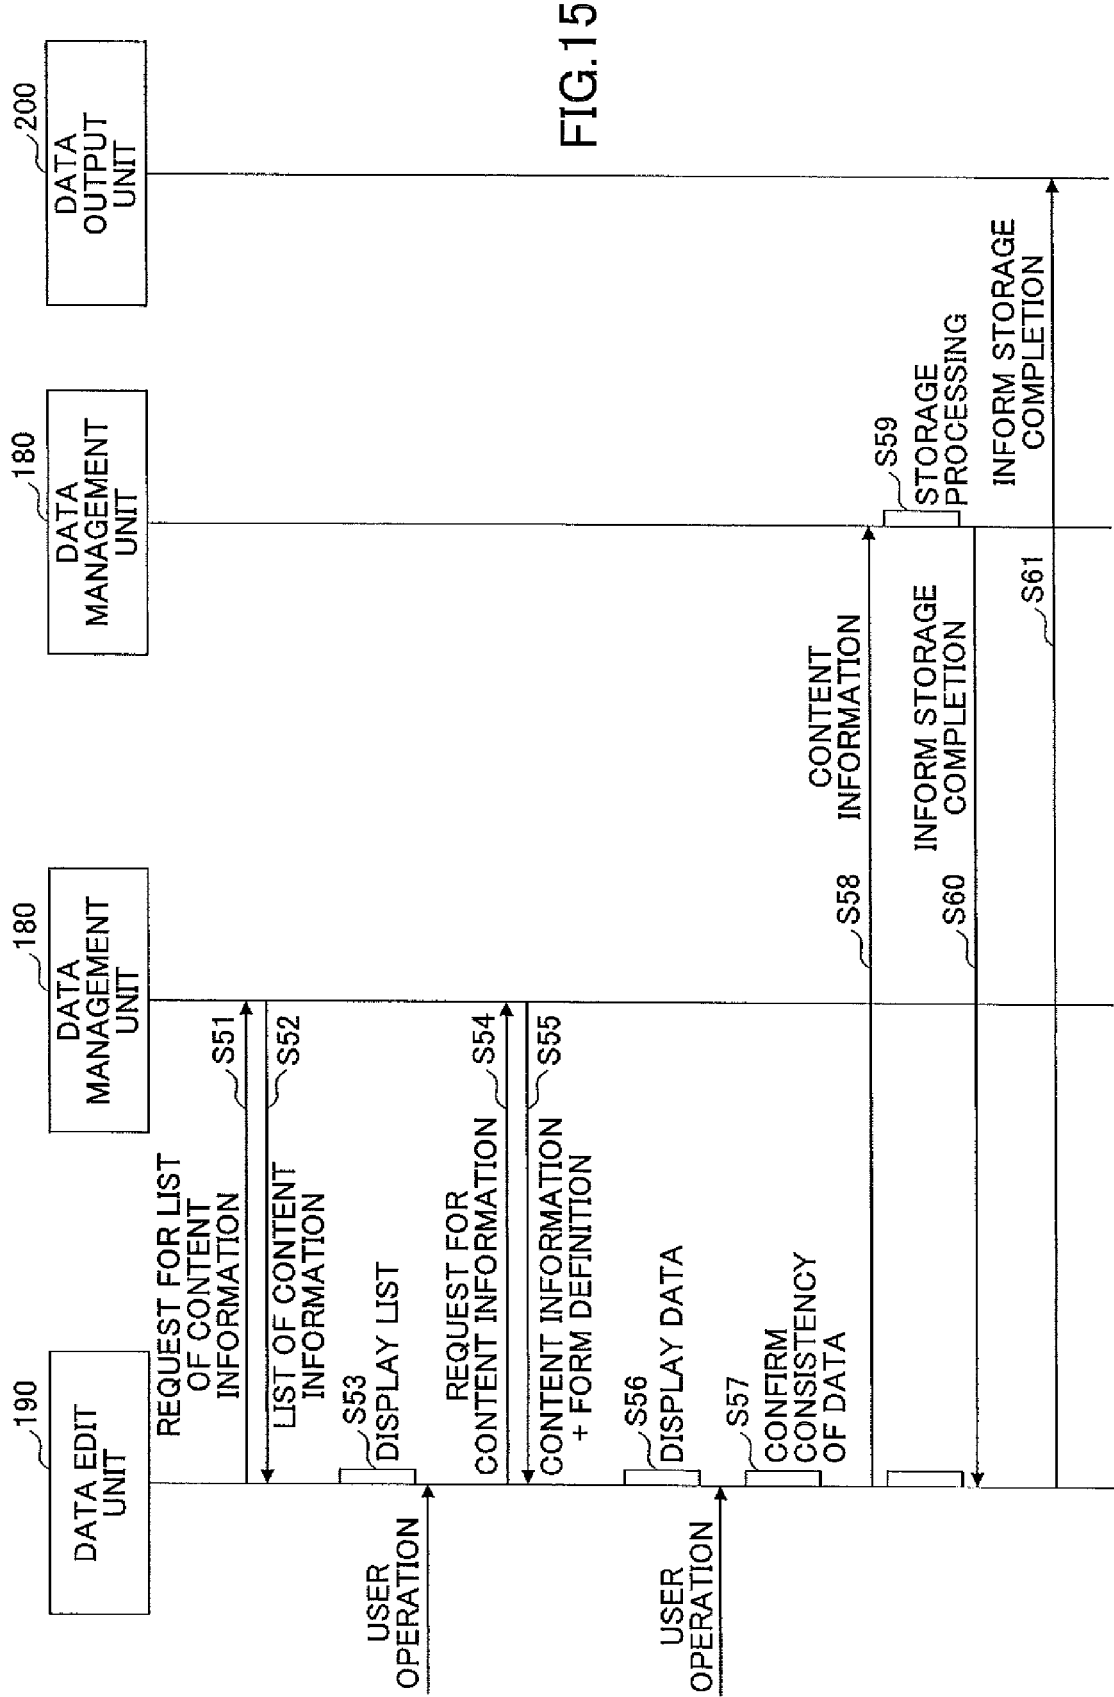 FIG.15
190
DATA EDIT
UNIT
180
DATA
MANAGEMENT
UNIT
180
DATA
MANAGEMENT
UNIT
200
DATA
OUTPUT
UNIT
REQUEST FOR LIST
OF CONTENT
INFORMATION
S51
S52
LIST OF CONTENT
INFORMATION
S53
DISPLAY LIST
USER
OPERATION
REQUEST FOR
CONTENT INFORMATION
S54
S55
CONTENT INFORMATION
+ FORM DEFINITION
S56
DISPLAY DATA
USER
OPERATION
S57
CONFIRM
CONSISTENCY
OF DATA
S58
CONTENT
INFORMATION
S59
STORAGE
PROCESSING
S60
INFORM STORAGE
COMPLETION
S61
INFORM STORAGE
COMPLETION